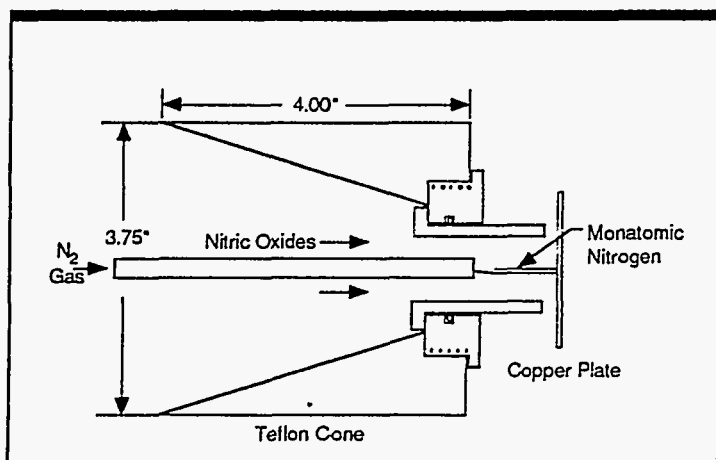 4.00"
3.75"
Nitric Oxides
N2
Gas
Monatomic
Nitrogen
Copper Plate
Teflon Cone